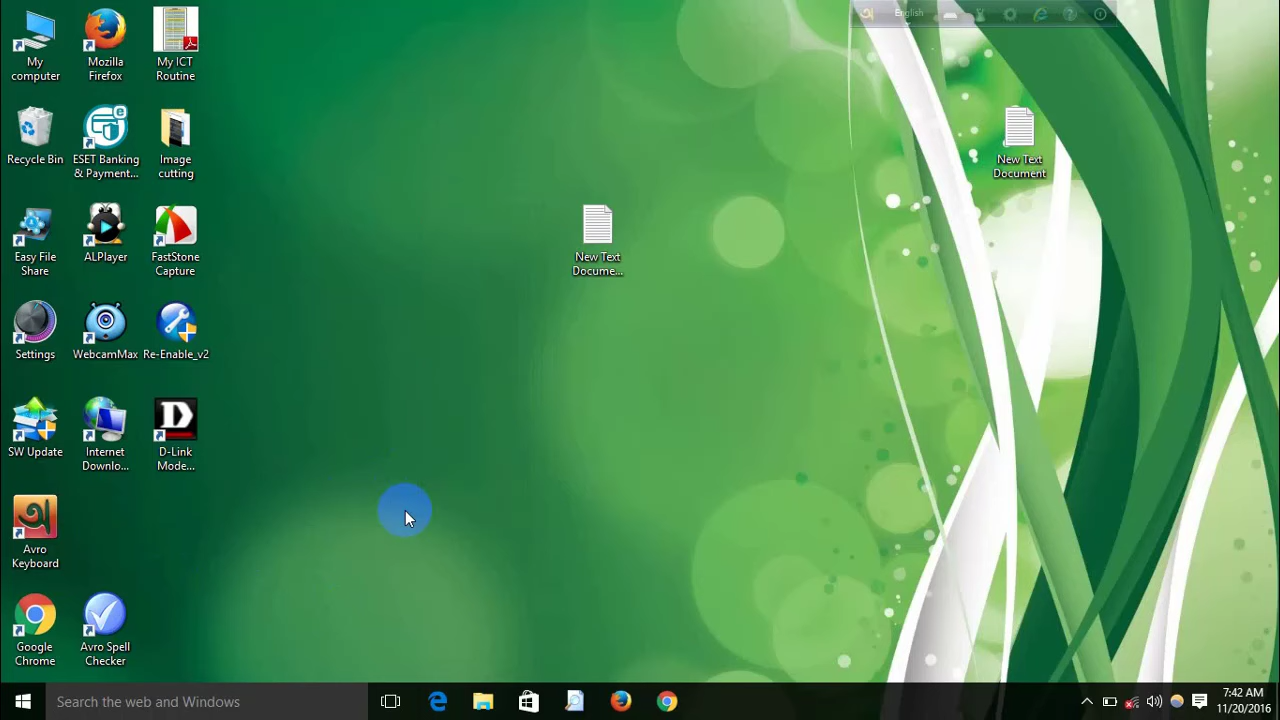 English
My
computer
Mozilla
Firefox
My ICT
Routine
Recycle Bin
ESET Banking
& Payment...
Image
cutting
New Text
Document
Easy File
Share
ALPlayer
FastStone
Capture
New Text
Docume...
Settings
WebcamMax
Re-Enable_v2
SW Update
Internet
Downlo...
D
D-Link
Mode...
অ
Avro
Keyboard
Google
Chrome
Avro Spell
Checker
Search the web and Windows
7:42 AM
11/20/2016